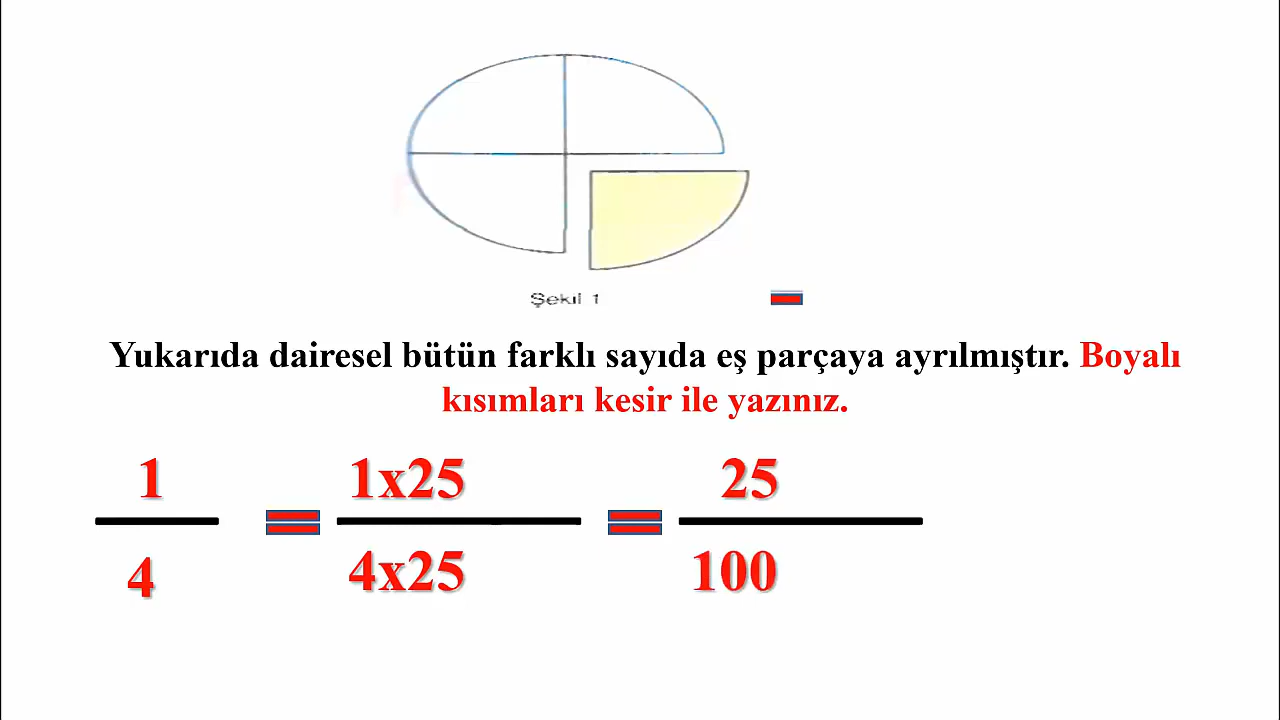 Şekil 1
Yukarıda dairesel bütün farklı sayıda eş parçaya ayrılmıştır. Boyalı
kısımları kesir ile yazınız.
1 = 1x25 = 25
4 4x25 100